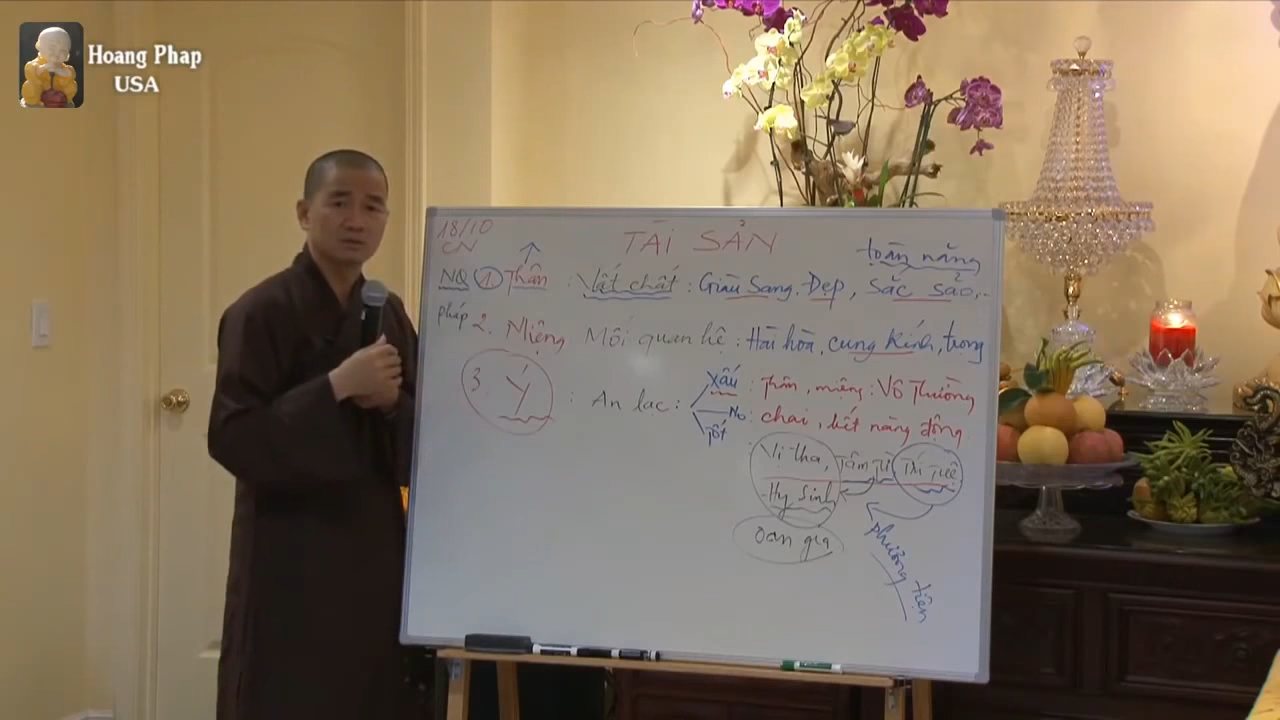 Hoang Phap
USA
18/10
CN
TÀI SẢN
toàn năng
NQ 1. Thân : Vật chất : Giàu Sang. Đẹp, Sắc sảo,..
pháp 2. Miệng Mối quan hệ : Hài hòa, cung kính, trọng
3. Ý : An lạc : Xấu : Thân, miệng : Vô Thường
No : chai, kết năng động
Tốt
Vị tha, Tâm Từ Trí Tuệ
Hy Sinh
Oan gia
phương tiện